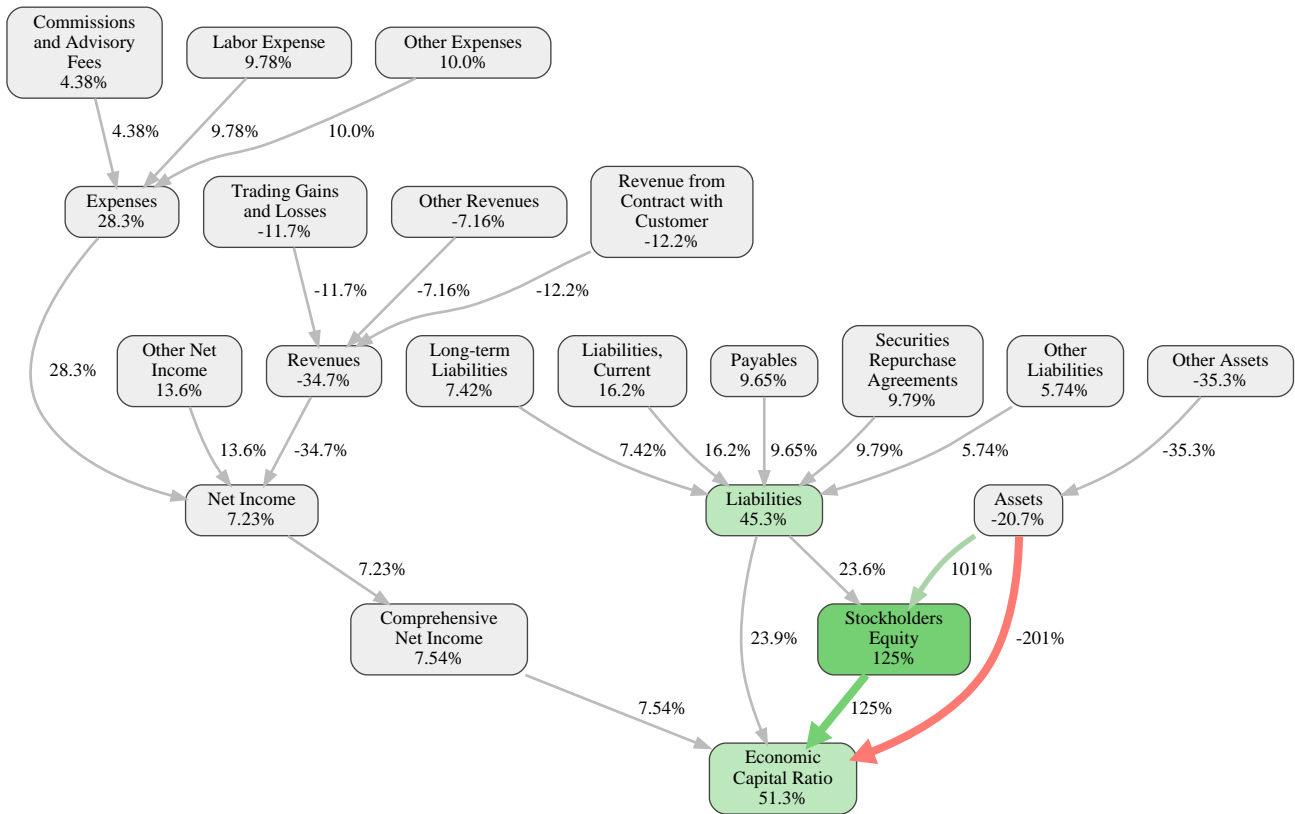 Commissions
and Advisory
Fees
4.38%
Labor Expense
9.78%
Other Expenses
10.0%
4.38%
9.78%
10.0%
Expenses
28.3%
Trading Gains
and Losses
-11.7%
Other Revenues
-7.16%
Revenue from
Contract with
Customer
-12.2%
-11.7%
-7.16%
-12.2%
28.3%
Other Net
Income
13.6%
Revenues
-34.7%
Long-term
Liabilities
7.42%
Liabilities,
Current
16.2%
Payables
9.65%
Securities
Repurchase
Agreements
9.79%
Other
Liabilities
5.74%
Other Assets
-35.3%
13.6%
-34.7%
7.42%
16.2%
9.65%
9.79%
5.74%
-35.3%
Net Income
7.23%
Liabilities
45.3%
Assets
-20.7%
7.23%
23.6%
101%
Comprehensive
Net Income
7.54%
23.9%
Stockholders
Equity
125%
-201%
7.54%
125%
Economic
Capital Ratio
51.3%